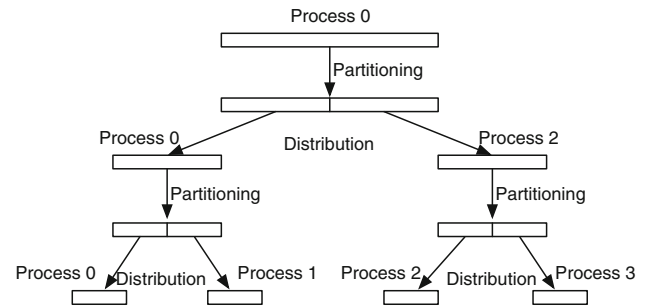 Process 0
Partitioning
Process 0
Distribution
Process 2
Partitioning
Partitioning
Process 0
Distribution
Process 1
Process 2
Distribution
Process 3